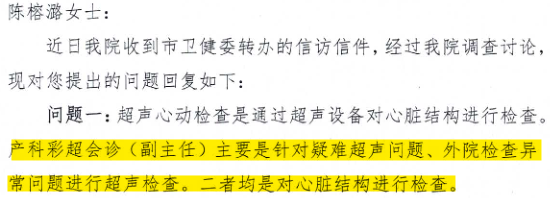 陈榕潞女士：
近日我院收到市卫健委转办的信访信件，经过我院调查讨论，
现对您提出的问题回复如下：
问题一：超声心动检查是通过超声设备对心脏结构进行检查。
产科彩超会诊（副主任）主要是针对疑难超声问题、外院检查异
常问题进行超声检查。二者均是对心脏结构进行检查。